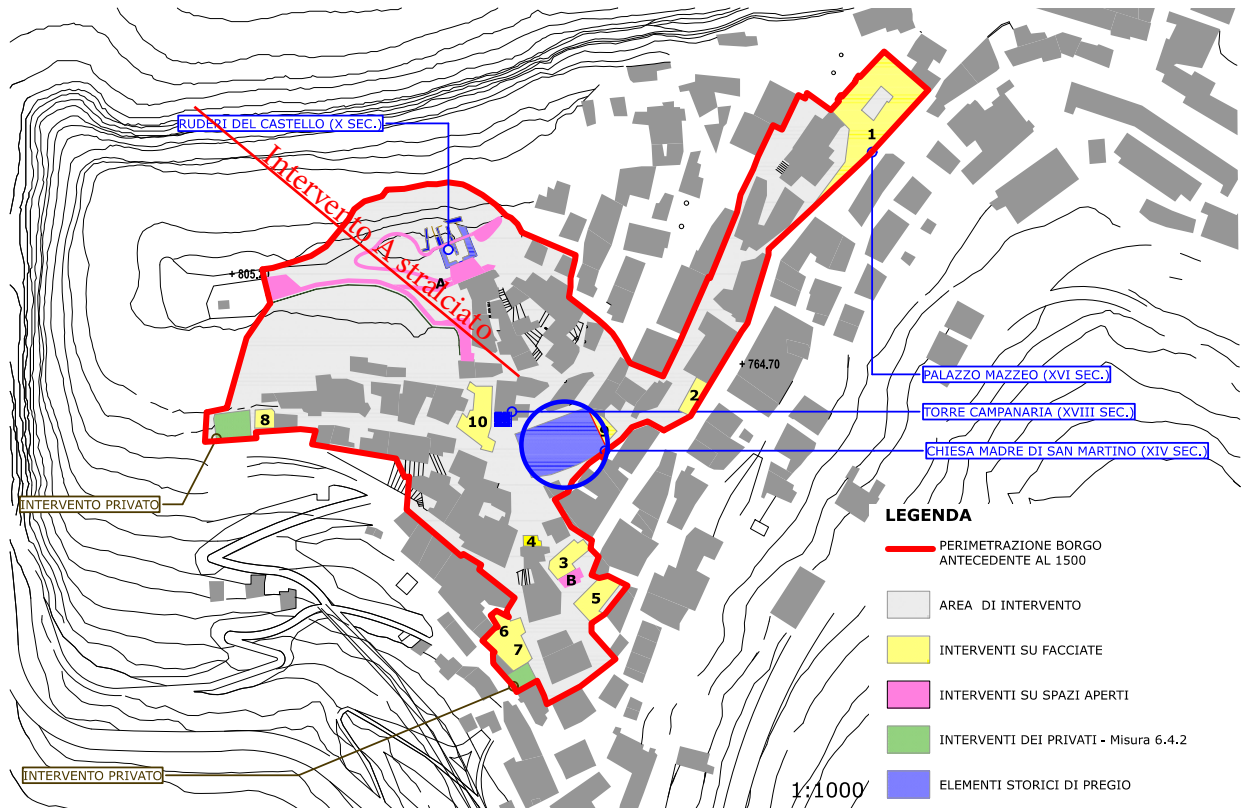 RUDERI DEL CASTELLO (X SEC.)
Intervento A stralciato
1
+ 805.20
A
+ 764.70
PALAZZO MAZZEO (XVI SEC.)
2
TORRE CAMPANARIA (XVIII SEC.)
8
10
9
CHIESA MADRE DI SAN MARTINO (XIV SEC.)
INTERVENTO PRIVATO
4
3
B
5
6
7
INTERVENTO PRIVATO
1:1000
LEGENDA
PERIMETRAZIONE BORGO
ANTECEDENTE AL 1500
AREA DI INTERVENTO
INTERVENTI SU FACCIATE
INTERVENTI SU SPAZI APERTI
INTERVENTI DEI PRIVATI - Misura 6.4.2
ELEMENTI STORICI DI PREGIO